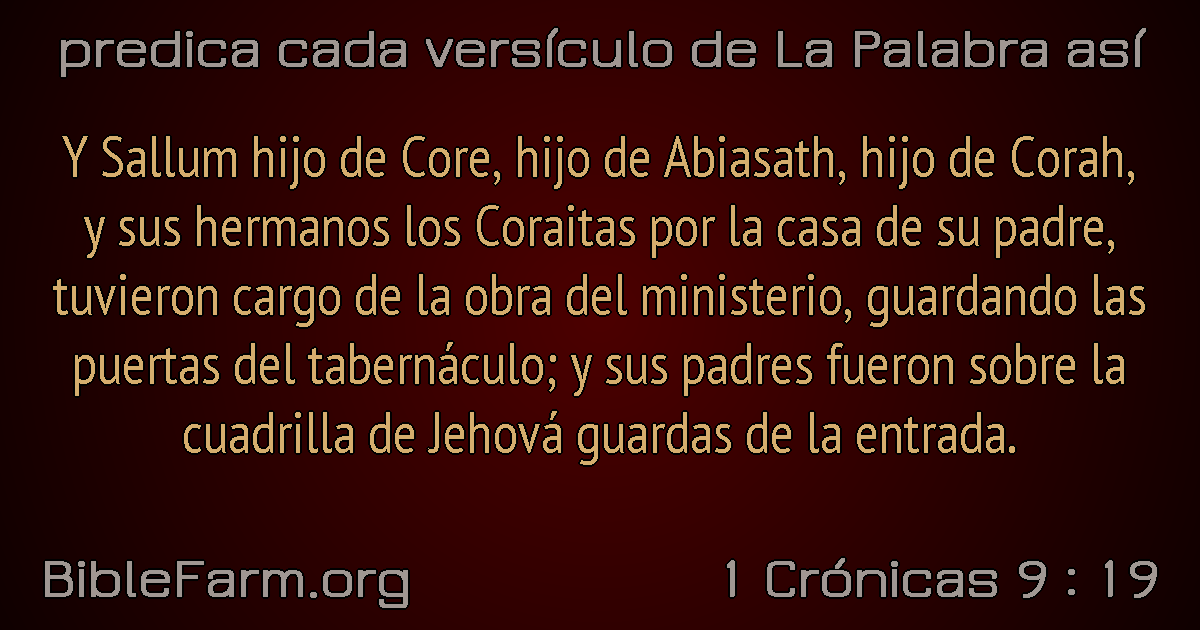 predica cada versículo de La Palabra así
Y Sallum hijo de Core, hijo de Abiasath, hijo de Corah,
y sus hermanos los Coraitas por la casa de su padre,
tuvieron cargo de la obra del ministerio, guardando las
puertas del tabernáculo; y sus padres fueron sobre la
cuadrilla de Jehová guardas de la entrada.
BibleFarm.org
1 Crónicas 9 : 19